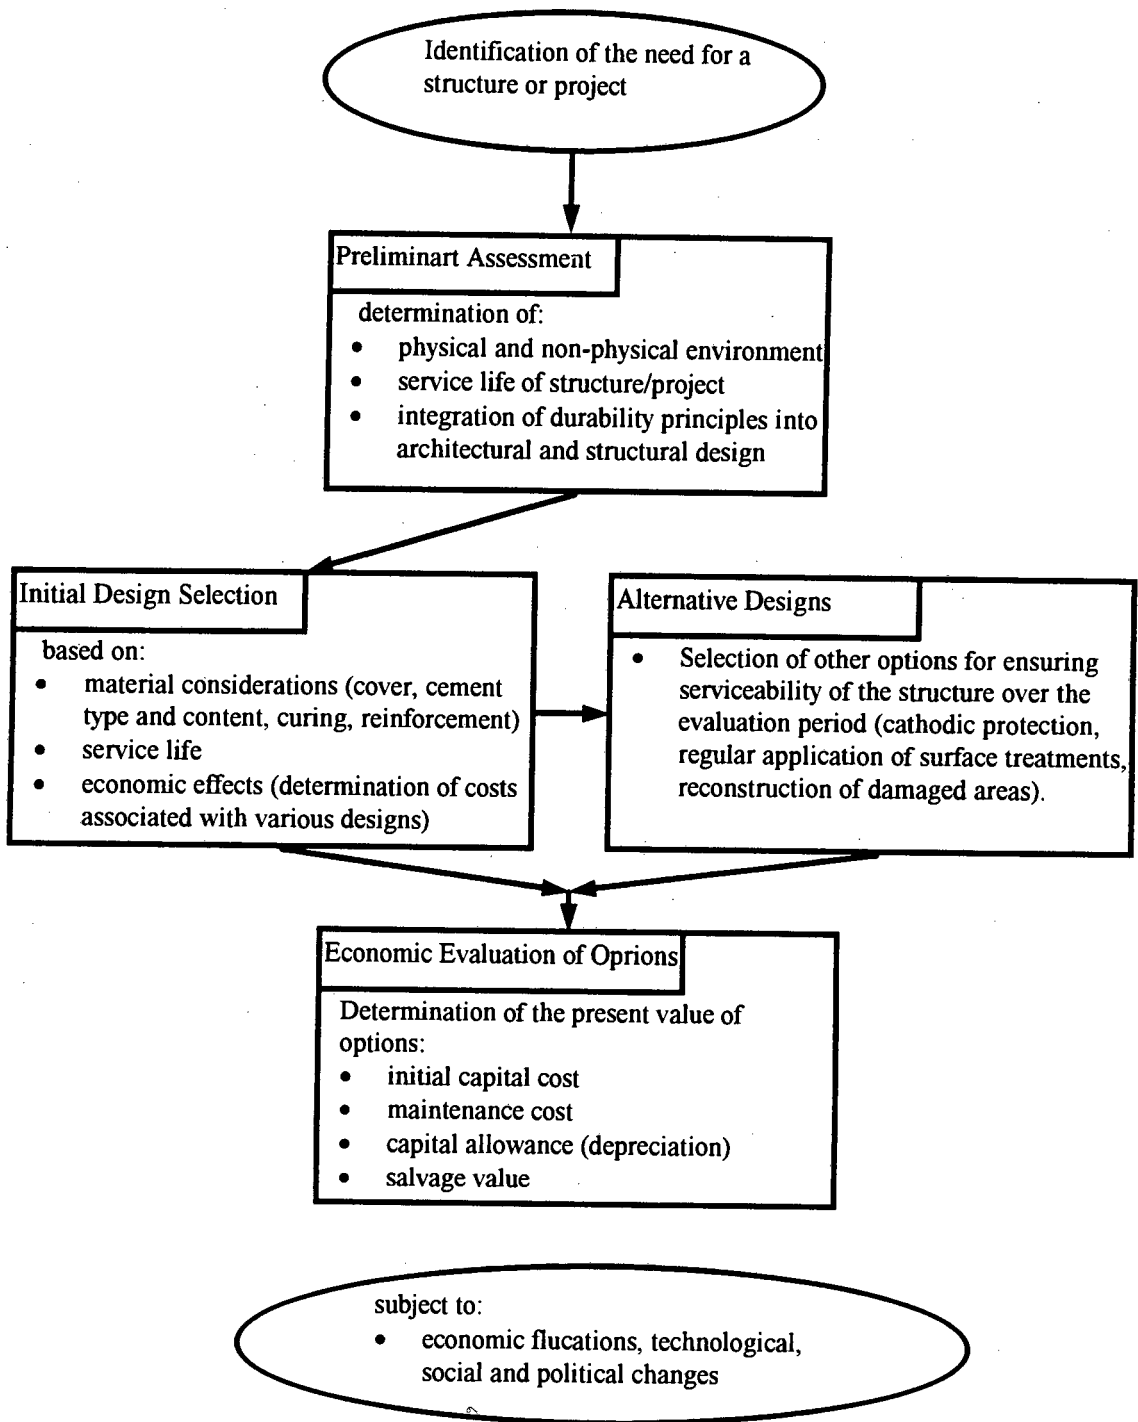 Identification of the need for a
structure or project
Preliminart Assessment
determination of:
• physical and non-physical environment
• service life of structure/project
• integration of durability principles into
architectural and structural design
Initial Design Selection
based on:
• material considerations (cover, cement
type and content, curing, reinforcement)
• service life
• economic effects (determination of costs
associated with various designs)
Alternative Designs
• Selection of other options for ensuring
serviceability of the structure over the
evaluation period (cathodic protection,
regular application of surface treatments,
reconstruction of damaged areas).
Economic Evaluation of Oprions
Determination of the present value of
options:
• initial capital cost
• maintenance cost
• capital allowance (depreciation)
• salvage value
subject to:
• economic flucations, technological,
social and political changes